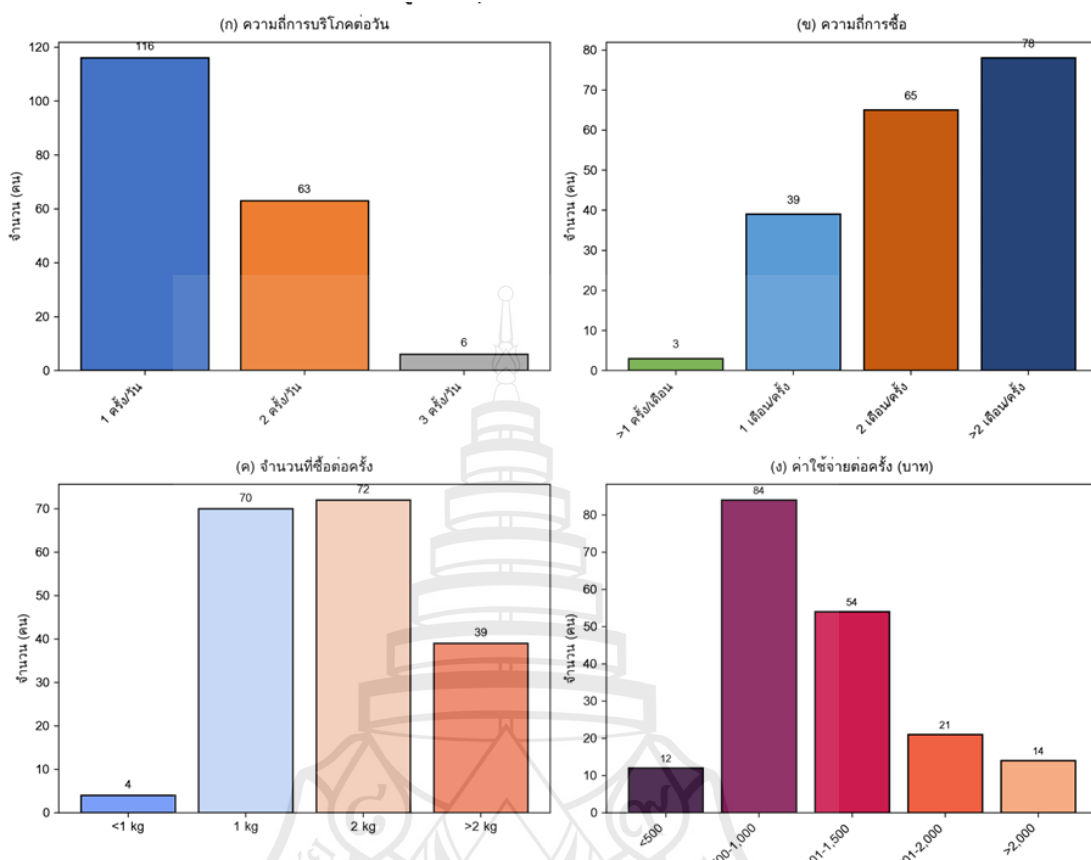 (ก) ความถี่การบริโภคต่อวัน
จำนวน (คน)
120
100
80
60
40
20
0
116
63
6
1 ครั้ง/วัน
2 ครั้ง/วัน
3 ครั้ง/วัน
(ข) ความถี่การซื้อ
จำนวน (คน)
80
70
60
50
40
30
20
10
0
3
39
65
78
>1 ครั้ง/เดือน
1 เดือน/ครั้ง
2 เดือน/ครั้ง
>2 เดือน/ครั้ง
(ค) จำนวนที่ซื้อต่อครั้ง
จำนวน (คน)
70
60
50
40
30
20
10
0
4
70
72
39
<1 kg
1 kg
2 kg
>2 kg
(ง) ค่าใช้จ่ายต่อครั้ง (บาท)
จำนวน (คน)
80
70
60
50
40
30
20
10
0
12
84
54
21
14
<500
00-1,000
01-1,500
01-2,000
>2,000